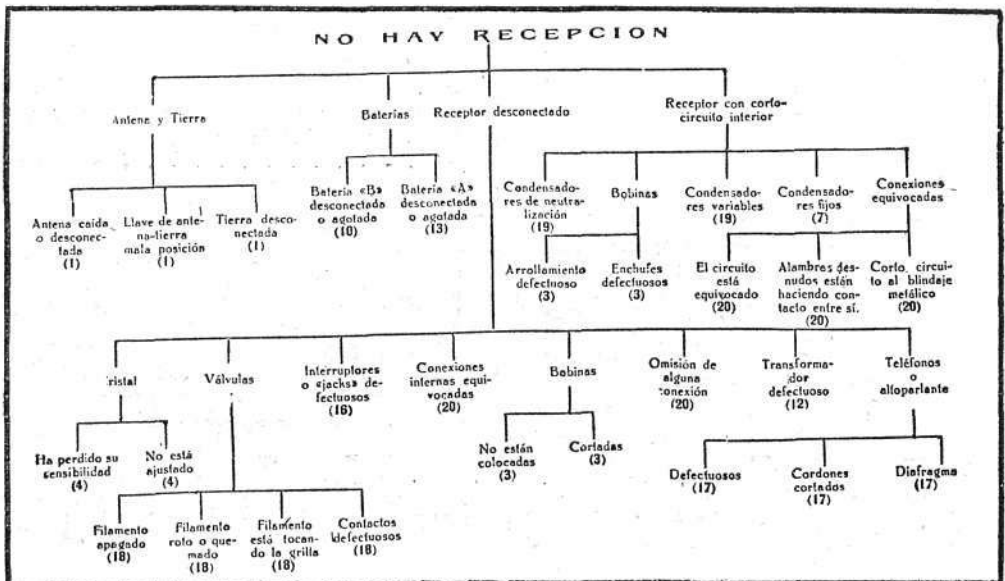 NO HAY RECEPCION
Antena y Tierra
Baterías
Receptor desconectado
Receptor con corto-
circuito interior
Antena caída
o desconec-
tada
(1)
Llave de ante-
na-tierra
mala posición
(1)
Tierra desco-
nectada
(1)
Batería «B»
desconectada
o agotada
(10)
Batería «A»
desconectada
o agotada
(13)
Condensado-
res de neutra-
lización
(19)
Bobinas
Condensado-
res variables
(19)
Condensado-
res fijos
(7)
Conexiones
equivocadas
Arrollamiento
defectuoso
(3)
Enchufes
defectuosos
(3)
El circuito
está
equivocado
(20)
Alambres des-
nudos están
haciendo con-
tacto entre sí.
(20)
Corto, circui-
to al blindaje
metálico
(20)
ristal
Válvulas
Interruptores
o «jacks» de-
fectuosos
(16)
Conexiones
internas equi-
vocadas
(20)
Bobinas
Omisión de
alguna
conexión
(20)
Transforma-
dor
defectuoso
(12)
Teléfonos
o
altoparlante
Ha perdido su
sensibilidad
(4)
No está
ajustado
(4)
No están
colocadas
(3)
Cortadas
(3)
Defectuosos
(17)
Cordones
cortados
(17)
Diafragma
(17)
Filamento
apagado
(18)
Filamento
roto o que-
mado
(18)
Filamento
está tocan-
do la grilla
(18)
Contactos
defectuosos
(18)